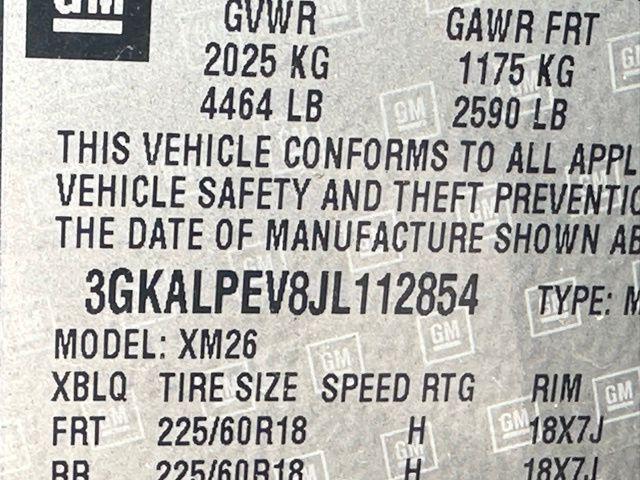 GM
GVWR GAWR FRT
2025 KG 1175 KG
4464 LB 2590 LB
THIS VEHICLE CONFORMS TO ALL APPL
VEHICLE SAFETY AND THEFT PREVENTIO
THE DATE OF MANUFACTURE SHOWN AB
3GKALPEV8JL112854 TYPE: M
MODEL: XM26
XBLQ TIRE SIZE SPEED RTG RIM
FRT 225/60R18 H 18X7J
RR 225/60R18 H 18X7J